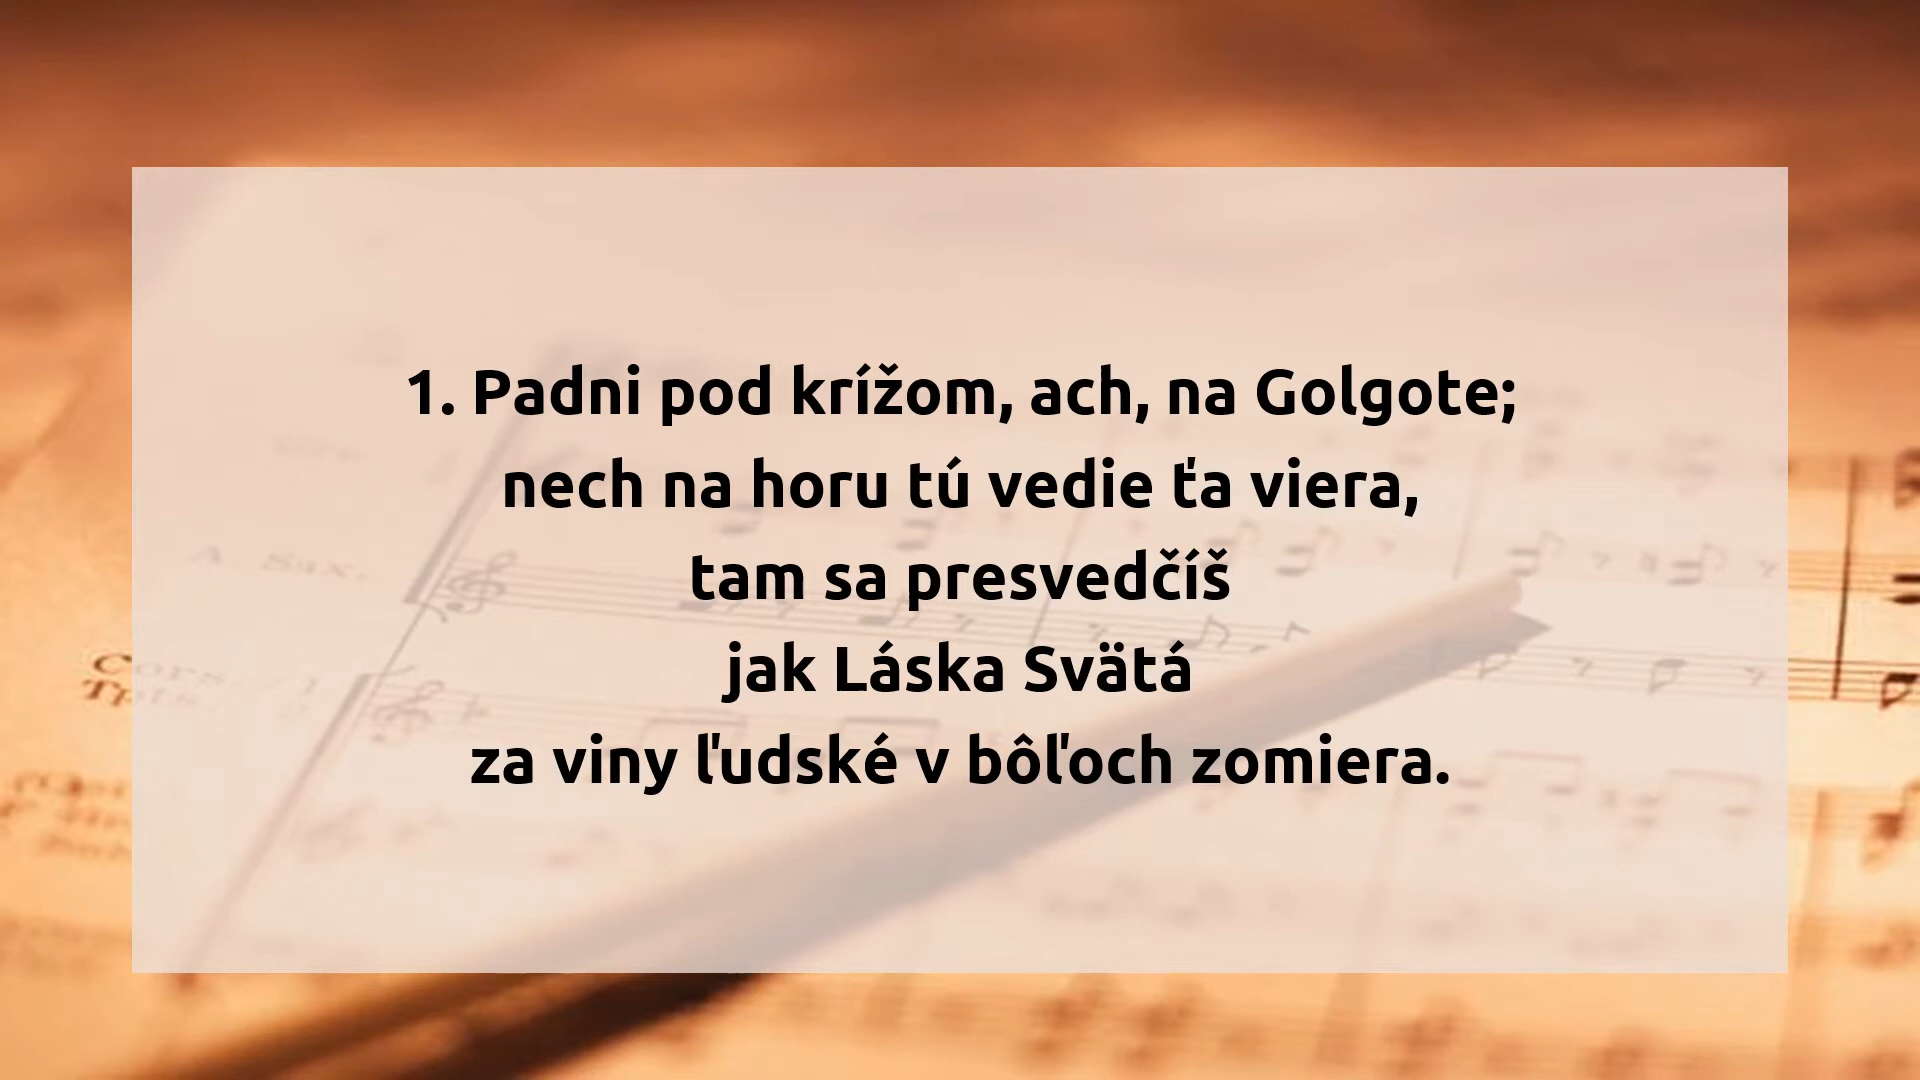 1. Padni pod krížom, ach, na Golgote;
nech na horu tú vedie ťa viera,
tam sa presvedčíš
jak Láska Svätá
za viny ľudské v bôľoch zomiera.
A. Sax.